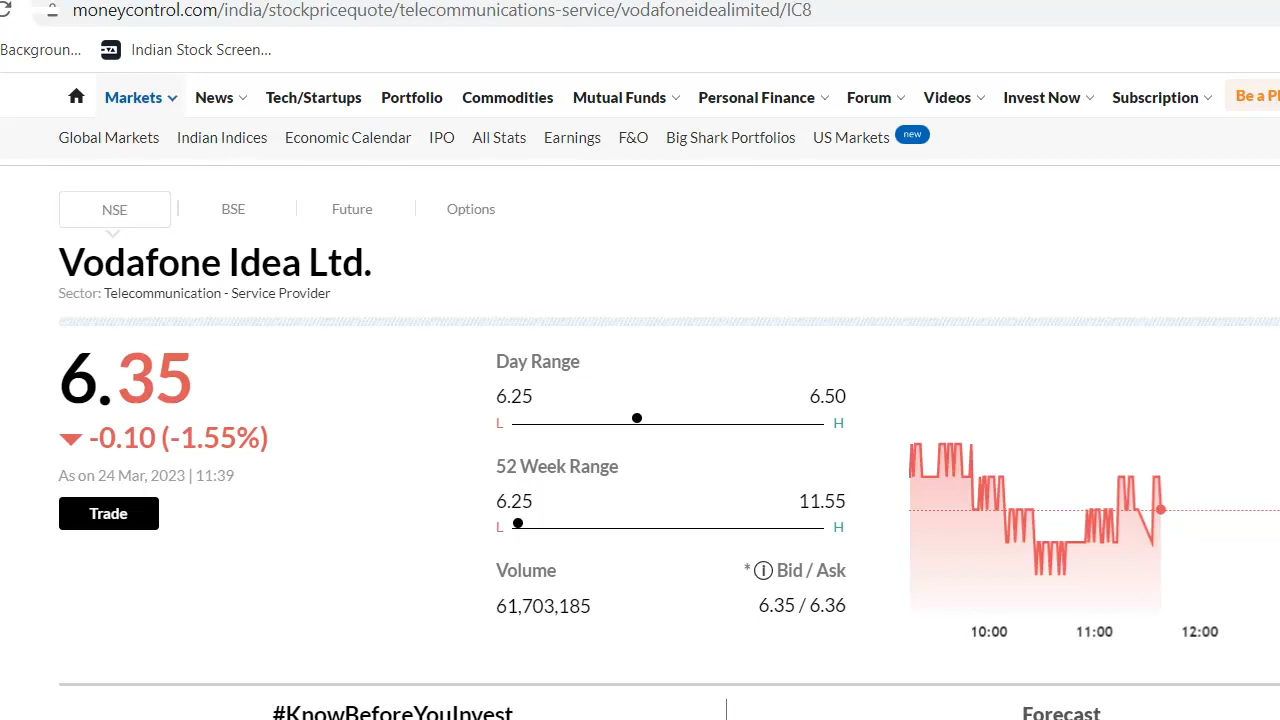 moneycontrol.com/india/stockpricequote/telecommunications-service/vodafoneidealimited/IC8
Backgroun... Indian Stock Screen...
Markets News Tech/Startups Portfolio Commodities Mutual Funds Personal Finance Forum Videos Invest Now Subscription Be a
Global Markets Indian Indices Economic Calendar IPO All Stats Earnings F&O Big Shark Portfolios US Markets new
NSE BSE Future Options
Vodafone Idea Ltd.
Sector: Telecommunication - Service Provider
6.35
-0.10 (-1.55%)
As on 24 Mar, 2023 | 11:39
Trade
Day Range
6.25 6.50
L H
52 Week Range
6.25 11.55
L H
Volume * i Bid / Ask
61,703,185 6.35 / 6.36
10:00 11:00 12:00
#KnowBeforeYouInvest Forecast